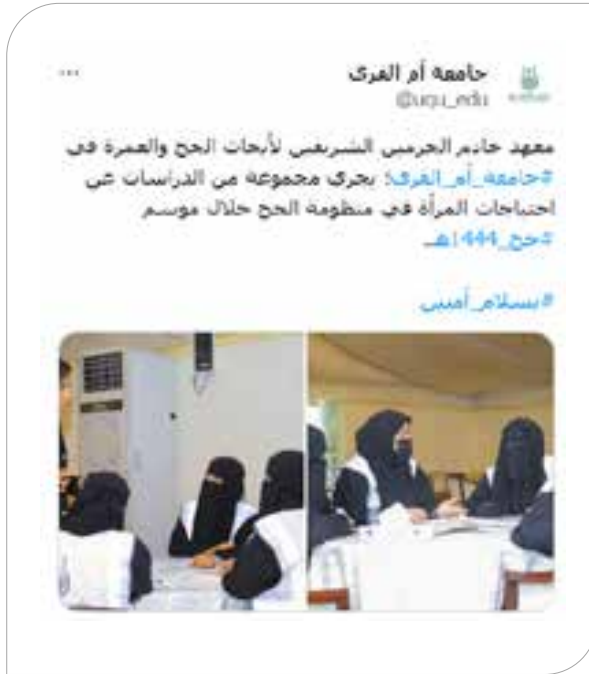 جامعة أم القرى
@uqu_edu
معهد خادم الحرمين الشريفين لأبحاث الحج والعمرة في
#جامعة_أم_القرى؛ يجري مجموعة من الدراسات عن
احتياجات المرأة في منظومة الحج خلال موسم
#حج_1444هـ
#بسلام_آمنين